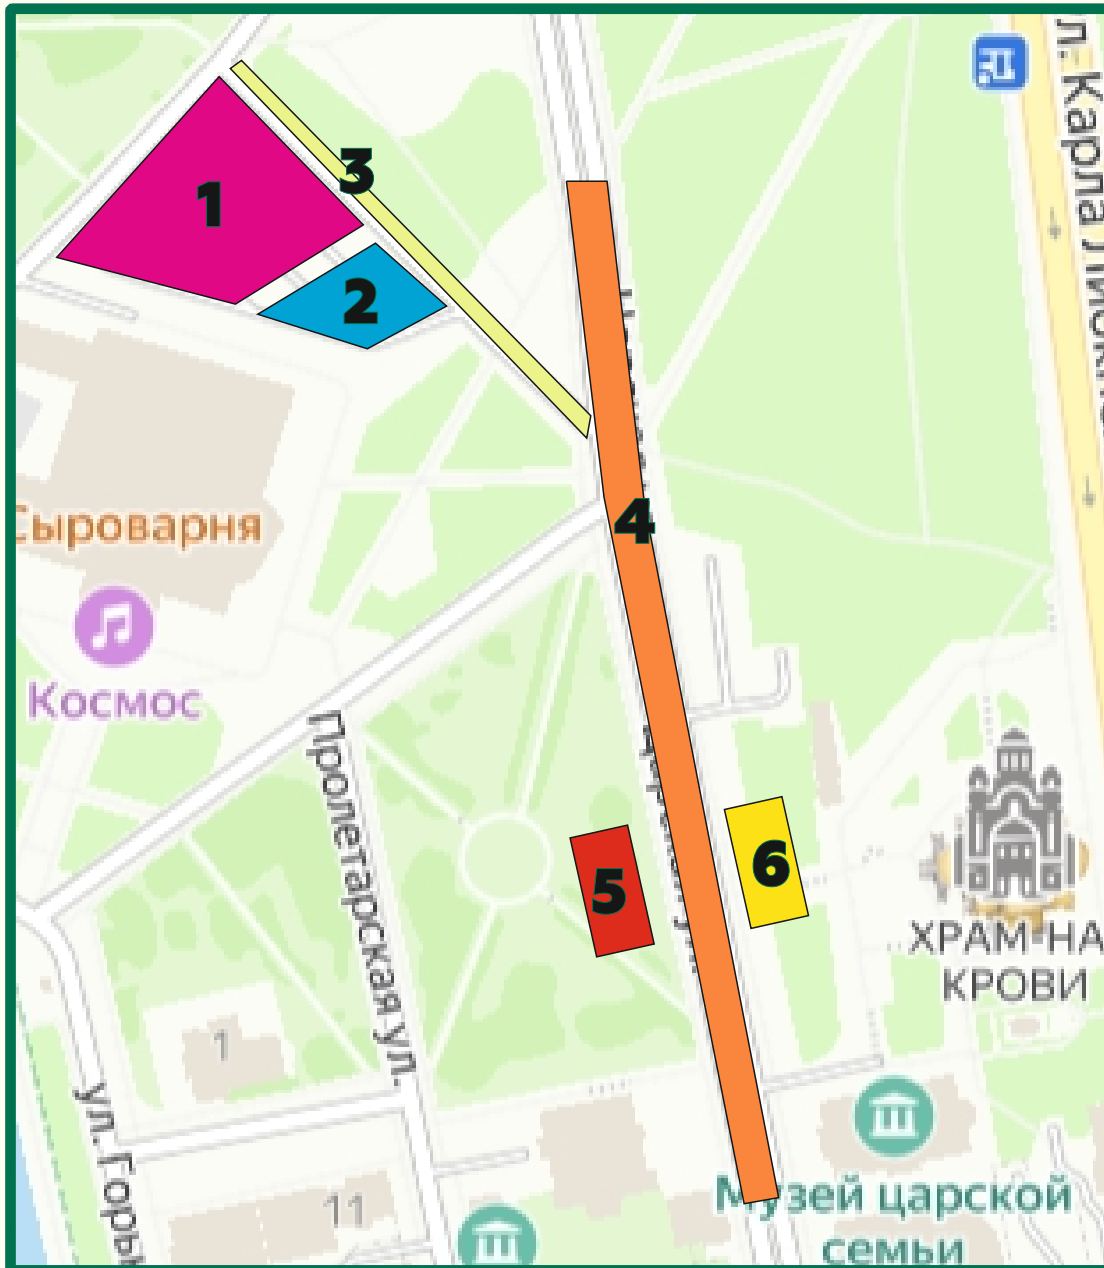 л. Карла Либкн
3
1
2
4
Сыроварня
Космос
Пролетарская ул.
Царская ул.
5
6
ХРАМ-НА-
КРОВИ
1
ул. Горьк
11
Музей царской
семьи